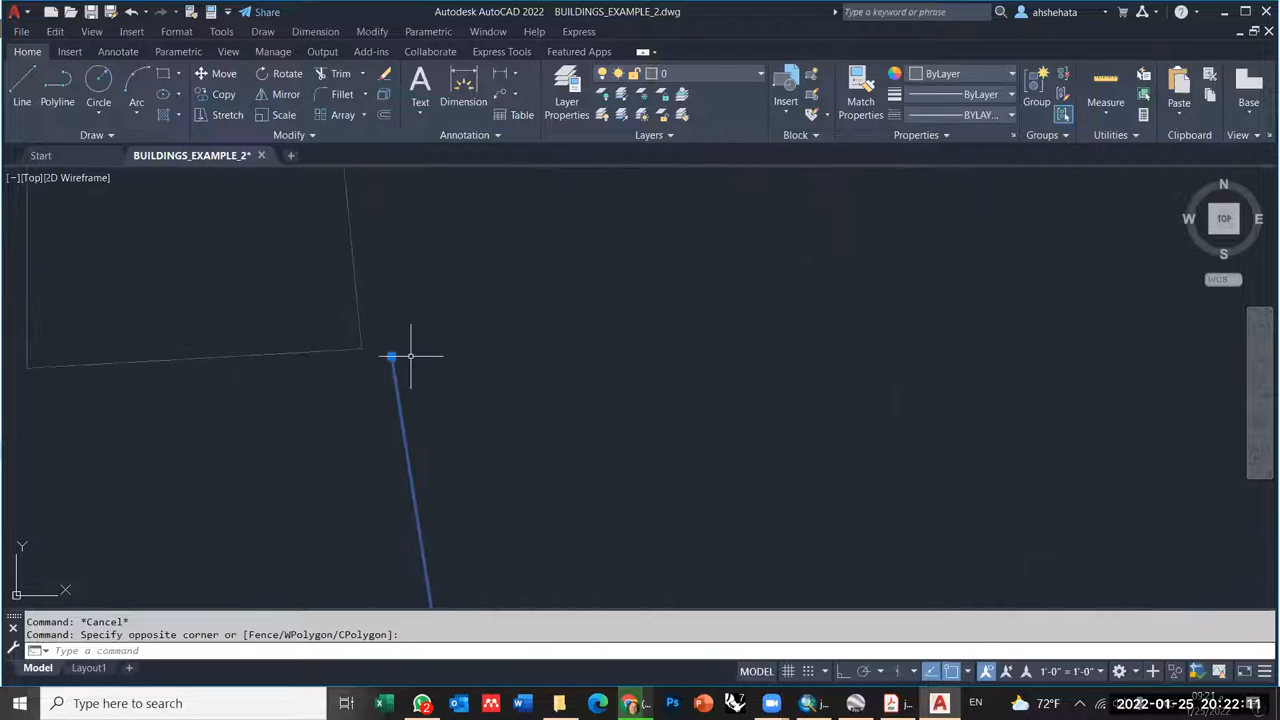 Share
Autodesk AutoCAD 2022 BUILDINGS_EXAMPLE_2.dwg
Type a keyword or phrase
ahshehata
File Edit View Insert Format Tools Draw Dimension Modify Parametric Window Help Express
Home Insert Annotate Parametric View Manage Output Add-ins Collaborate Express Tools Featured Apps
Move Rotate Trim
0
ByLayer
Copy Mirror Fillet
ByLayer
Line Polyline Circle Arc
Text Dimension
Layer
Properties
Insert
Match
Properties
Group
Measure
Paste
Base
Stretch Scale Array
Table
BYLAY...
Draw Modify Annotation Layers Block Properties Groups Utilities Clipboard View
Start BUILDINGS_EXAMPLE_2*
[−][Top][2D Wireframe]
N
W TOP E
S
WCS
Y
X
Command: *Cancel*
Command: Specify opposite corner or [Fence/WPolygon/CPolygon]:
Type a command
Model Layout1
MODEL
1'-0" = 1'-0"
Type here to search
2
7
72°F
EN
2022-01-25 20:22:11